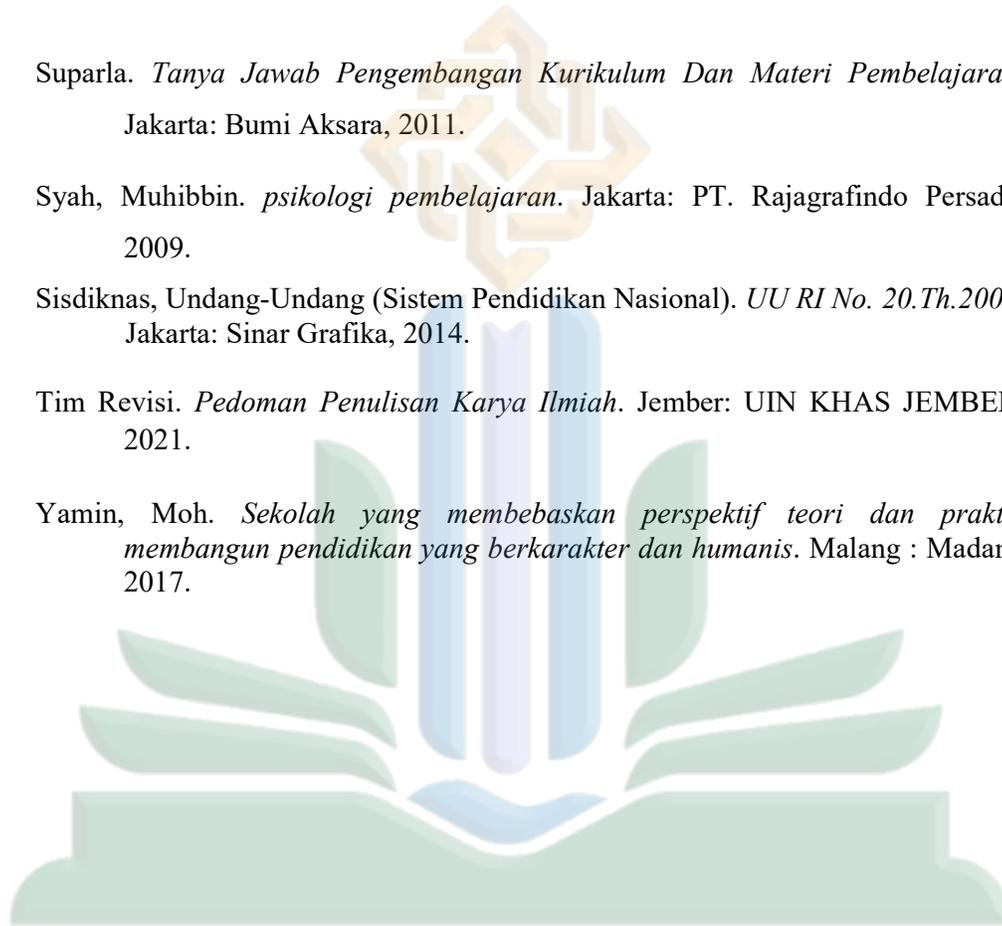 Suparla. Tanya Jawab Pengembangan Kurikulum Dan Materi Pembelajara
Jakarta: Bumi Aksara, 2011.
Syah, Muhibbin. psikologi pembelajaran. Jakarta: PT. Rajagrafindo Persad
2009.
Sisdiknas, Undang-Undang (Sistem Pendidikan Nasional). UU RI No. 20.Th.200
Jakarta: Sinar Grafika, 2014.
Tim Revisi. Pedoman Penulisan Karya Ilmiah. Jember: UIN KHAS JEMBE
2021.
Yamin, Moh. Sekolah yang membebaskan perspektif teori dan prakt
membangun pendidikan yang berkarakter dan humanis. Malang : Madan
2017.